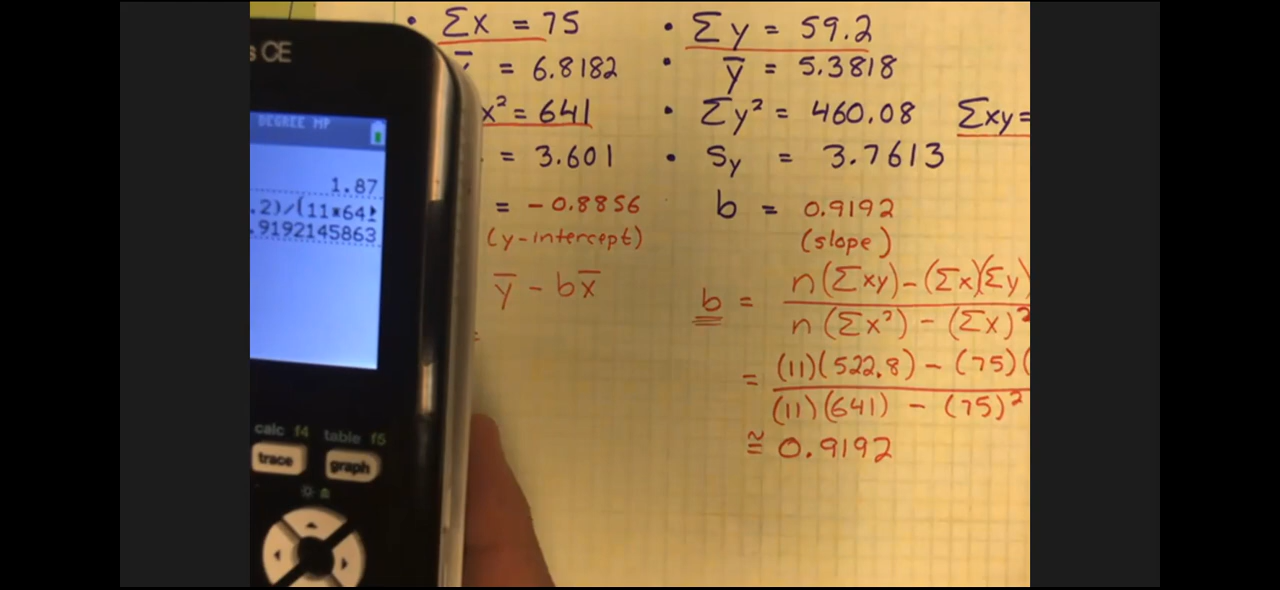 • Σx = 75
• Σy = 59.2
= 6.8182
• ȳ = 5.3818
x² = 641
• Σy² = 460.08
Σxy =
= 3.601
• Sy = 3.7613
= -0.8856
b = 0.9192
(y-intercept)
(slope)
ȳ - bx̄
b = n(Σxy) - (Σx)(Σy)
n(Σx²) - (Σx)²
= (11)(522.8) - (75)(
(11)(641) - (75)²
≅ 0.9192
CE
DEGREE MP
1.87
.2)/(11*64
.9192145863
calc f4 table f5
trace graph